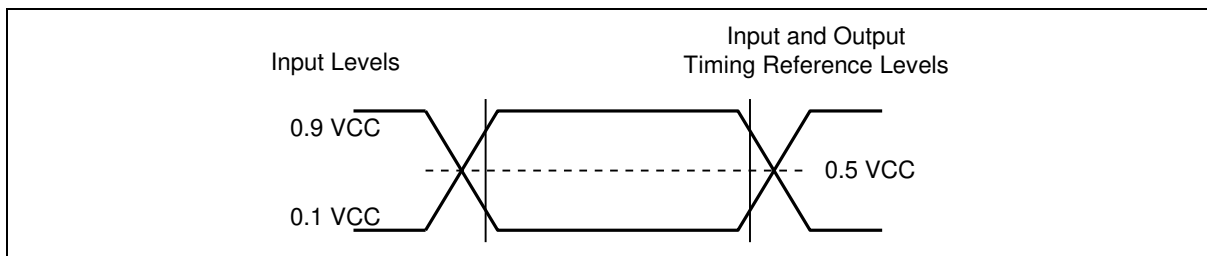 Input and Output
Input Levels
Timing Reference Levels
0.9 VCC
0.5 VCC
0.1 VCC